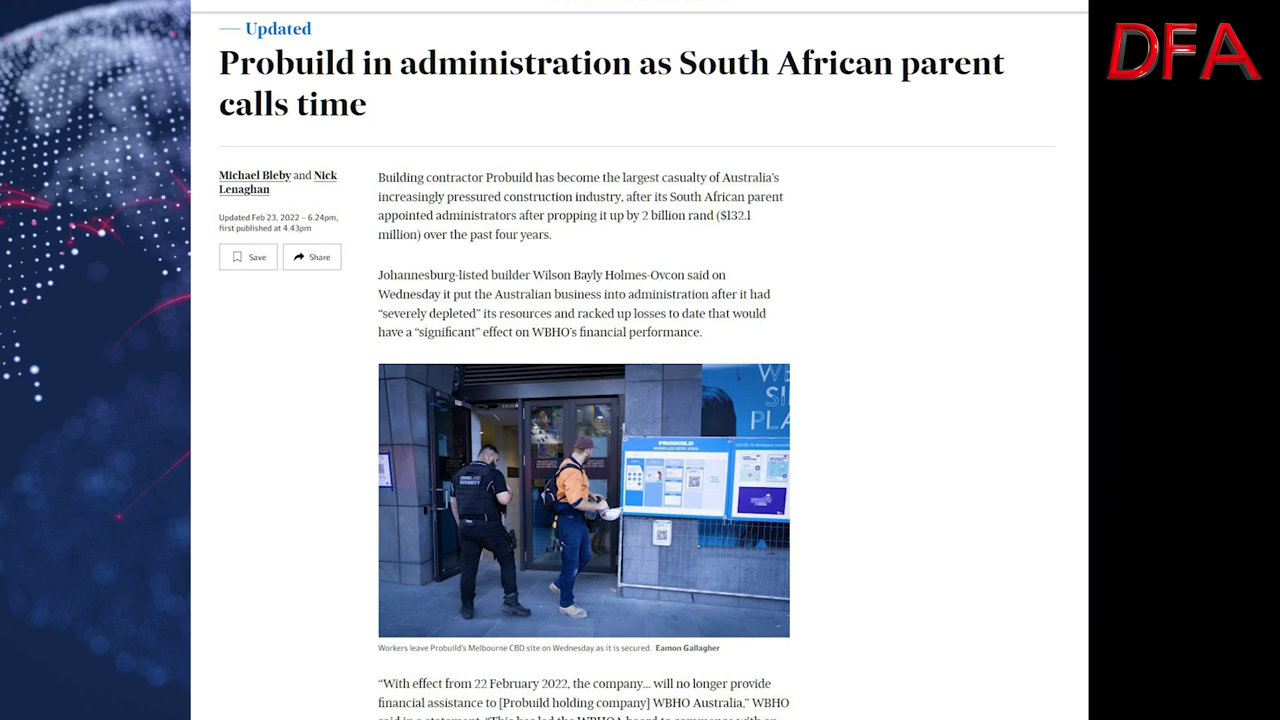 DFA
Updated
Probuild in administration as South African parent
calls time
Michael Bleby and Nick
Lenaghan
Updated Feb 23, 2022 – 6.24pm,
first published at 4.43pm
Save
Share
Building contractor Probuild has become the largest casualty of Australia's
increasingly pressured construction industry, after its South African parent
appointed administrators after propping it up by 2 billion rand ($132.1
million) over the past four years.
Johannesburg-listed builder Wilson Bayly Holmes-Ovcon said on
Wednesday it put the Australian business into administration after it had
“severely depleted” its resources and racked up losses to date that would
have a “significant” effect on WBHO's financial performance.
SECURITY
PROBUILD
Workers leave Probuild's Melbourne CBD site on Wednesday as it is secured. Eamon Gallagher
“With effect from 22 February 2022, the company... will no longer provide
financial assistance to [Probuild holding company] WBHO Australia,” WBHO